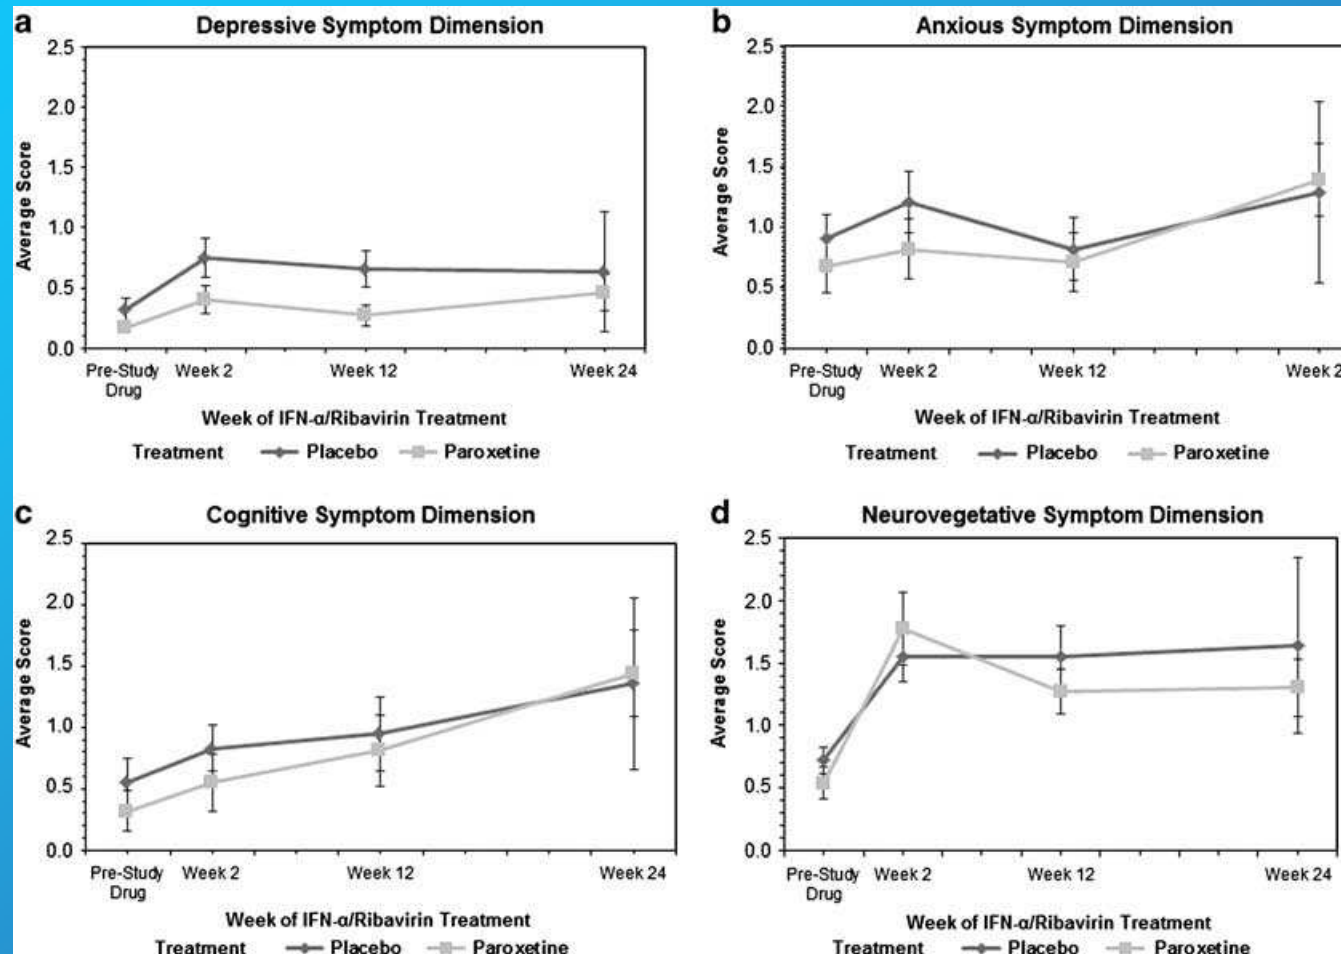 a Depressive Symptom Dimension
2.5
2.0
1.5
1.0
0.5
0.0
Average Score
Pre-Study Drug
Week 2
Week 12
Week 24
Week of IFN-α/Ribavirin Treatment
Treatment Placebo Paroxetine
b Anxious Symptom Dimension
2.5
2.0
1.5
1.0
0.5
0.0
Average Score
Pre-Study Drug
Week 2
Week 12
Week 2
Week of IFN-α/Ribavirin Treatment
Treatment Placebo Paroxetine
c Cognitive Symptom Dimension
2.5
2.0
1.5
1.0
0.5
0.0
Average Score
Pre-Study Drug
Week 2
Week 12
Week 24
Week of IFN-α/Ribavirin Treatment
Treatment Placebo Paroxetine
d Neurovegetative Symptom Dimension
2.5
2.0
1.5
1.0
0.5
0.0
Average Score
Pre-Study Drug
Week 2
Week 12
Week 24
Week of IFN-α/Ribavirin Treatment
Treatment Placebo Paroxetine